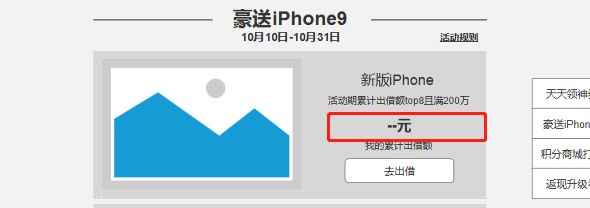 豪送iPhone9
10月10日-10月31日
活动规则
新版iPhone
活动期累计出借额top8且满200万
--元
我的累计出借额
去出借
天天领神
豪送iPhon
积分商城打
返现升级